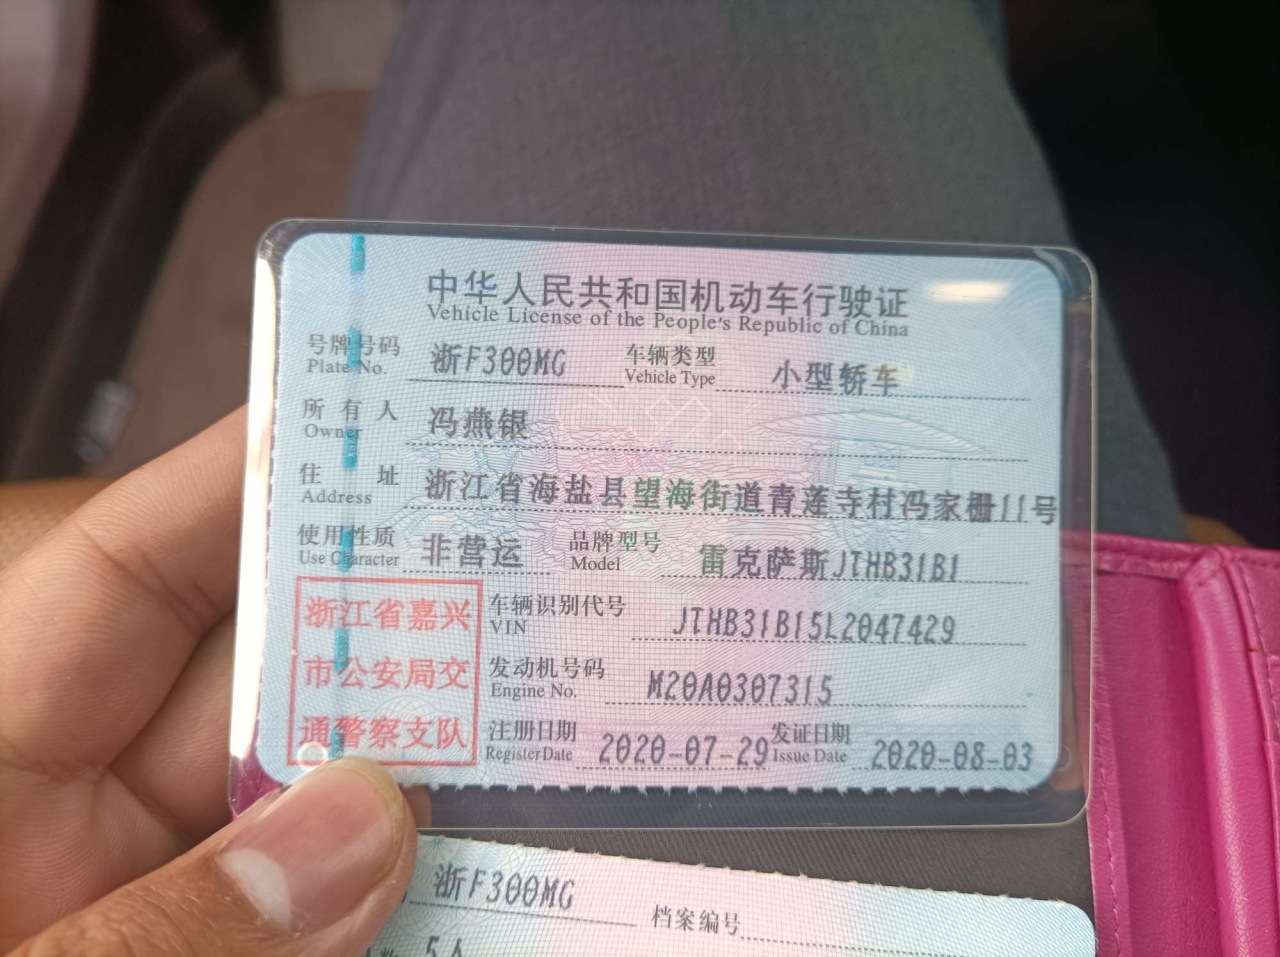 中华人民共和国机动车行驶证
Vehicle License of the People's Republic of China
号牌号码 浙F300MG 车辆类型 小型轿车
Plate No. Vehicle Type
所有人 冯燕银
Owner
住址 浙江省海盐县望海街道青莲寺村冯家栅11号
Address
使用性质 非营运 品牌型号 雷克萨斯JTHB31B1
Use Character Model
浙江省嘉兴
市公安局交
通警察支队
车辆识别代号 JTHB31B15L2047429
VIN
发动机号码 M20A0307315
Engine No.
注册日期 2020-07-29 发证日期 2020-08-03
Register Date Issue Date
浙F300MG 档案编号
5人